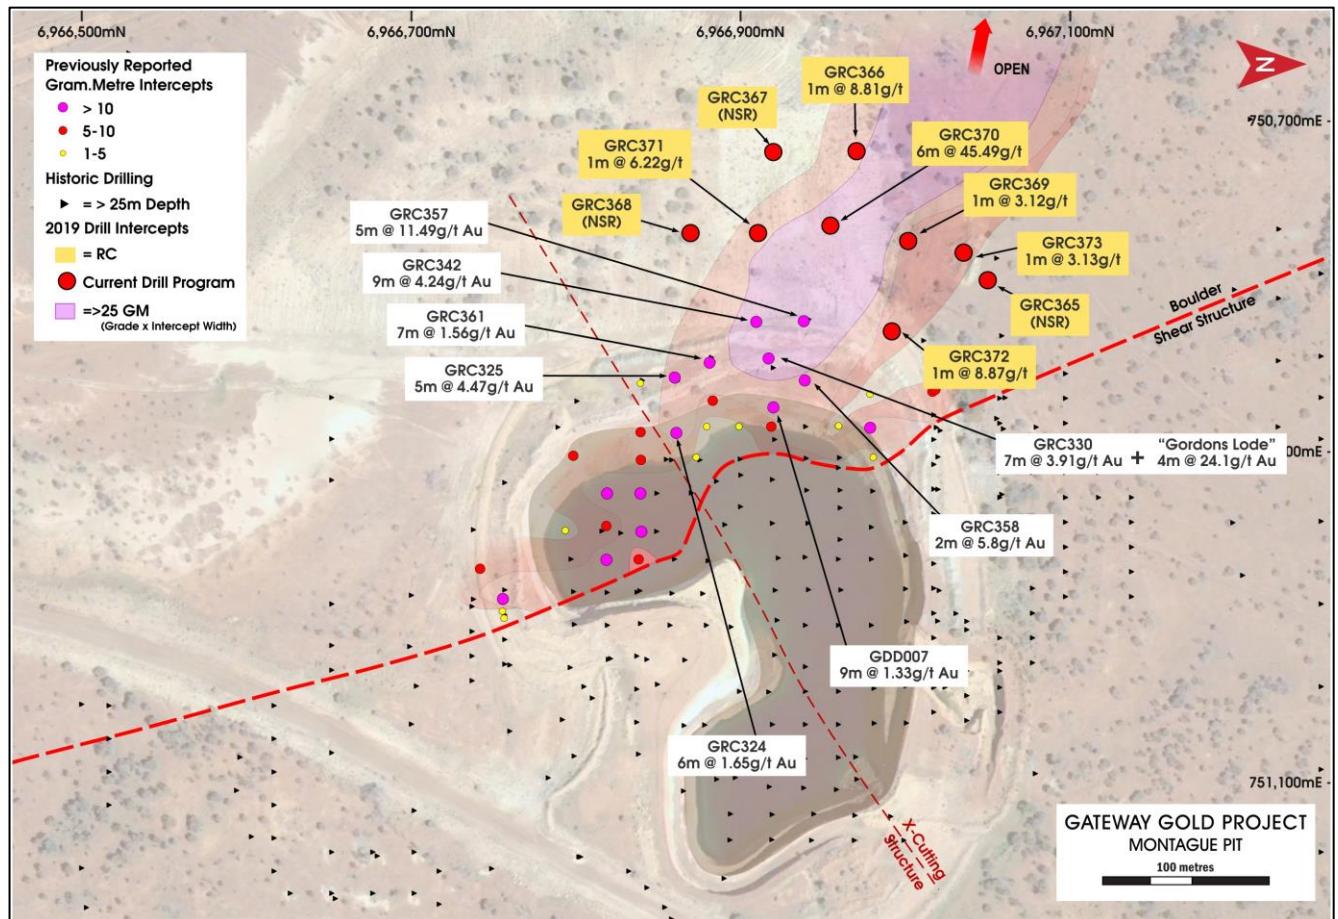 6,966,500mN
6,966,700mN
6,966,900mN
6,967,100mN
Previously Reported
Gram.Metre Intercepts
> 10
5-10
1-5
Historic Drilling
= > 25m Depth
2019 Drill Intercepts
= RC
Current Drill Program
=>25 GM
(Grade x Intercept Width)
OPEN
N
GRC366
1m @ 8.81g/t
GRC367
(NSR)
750,700mE
GRC370
6m @ 45.49g/t
GRC371
1m @ 6.22g/t
GRC369
1m @ 3.12g/t
GRC368
(NSR)
GRC357
5m @ 11.49g/t Au
GRC373
1m @ 3.13g/t
GRC342
9m @ 4.24g/t Au
GRC365
(NSR)
Boulder
Shear Structure
GRC361
7m @ 1.56g/t Au
GRC372
1m @ 8.87g/t
GRC325
5m @ 4.47g/t Au
GRC330
7m @ 3.91g/t Au
+
"Gordons Lode"
4m @ 24.1g/t Au
00mE
GRC358
2m @ 5.8g/t Au
GDD007
9m @ 1.33g/t Au
GRC324
6m @ 1.65g/t Au
751,100mE
X-Cutting
Structure
GATEWAY GOLD PROJECT
MONTAGUE PIT
100 metres